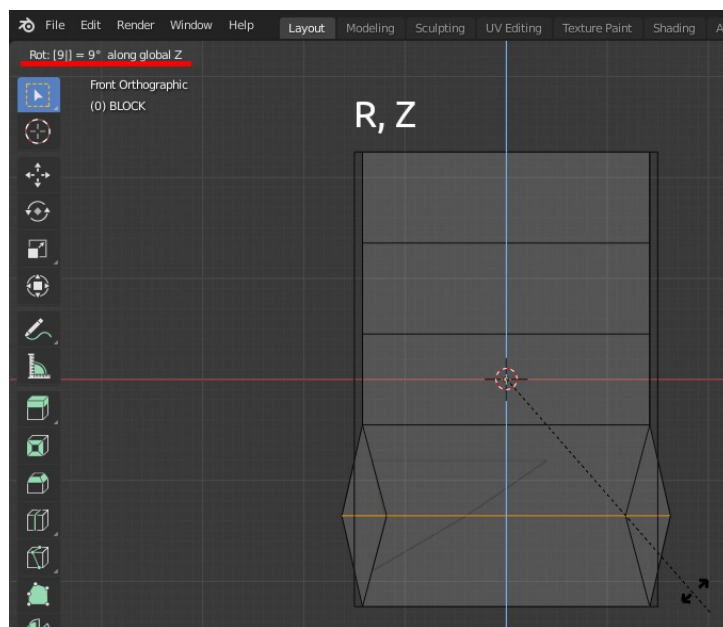 File Edit Render Window Help Layout Modeling Sculpting UV Editing Texture Paint Shading A
Rot: [9|] = 9° along global Z
Front Orthographic
(0) BLOCK
R, Z